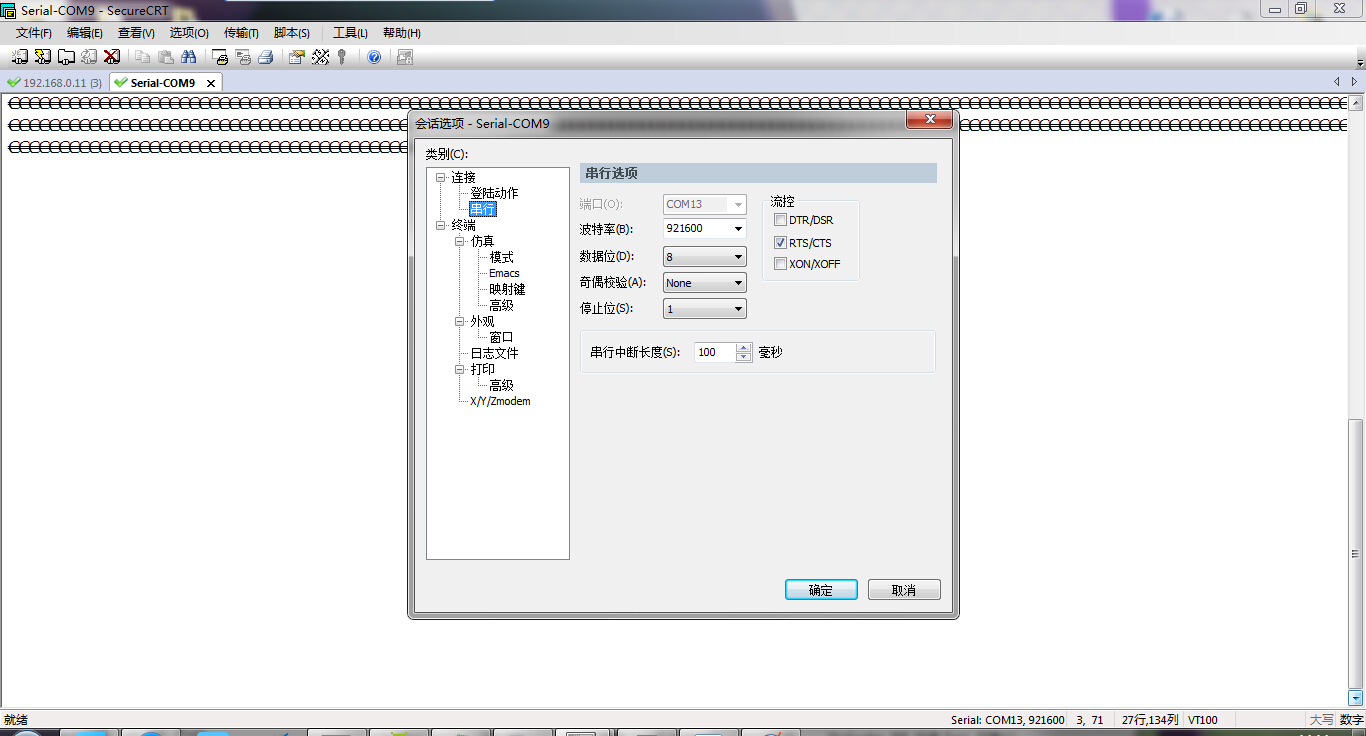 Serial-COM9 - SecureCRT
文件(F) 编辑(E) 查看(V) 选项(O) 传输(T) 脚本(S) 工具(L) 帮助(H)
192.168.0.11 (3) Serial-COM9
会话选项 - Serial-COM9
类别(C):
连接
登陆动作
串行
终端
仿真
模式
Emacs
映射键
高级
外观
窗口
日志文件
打印
高级
X/Y/Zmodem
串行选项
端口(O): COM13
波特率(B): 921600
数据位(D): 8
奇偶校验(A): None
停止位(S): 1
流控
DTR/DSR
RTS/CTS
XON/XOFF
串行中断长度(S): 100 毫秒
确定 取消
就绪 Serial: COM13, 921600 3, 71 27行,134列 VT100 大写 数字